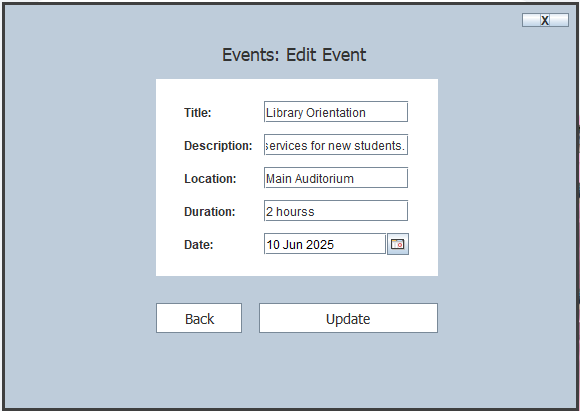 X
Events: Edit Event
Title: Library Orientation
Description: services for new students.
Location: Main Auditorium
Duration: 2 hourss
Date: 10 Jun 2025
Back Update